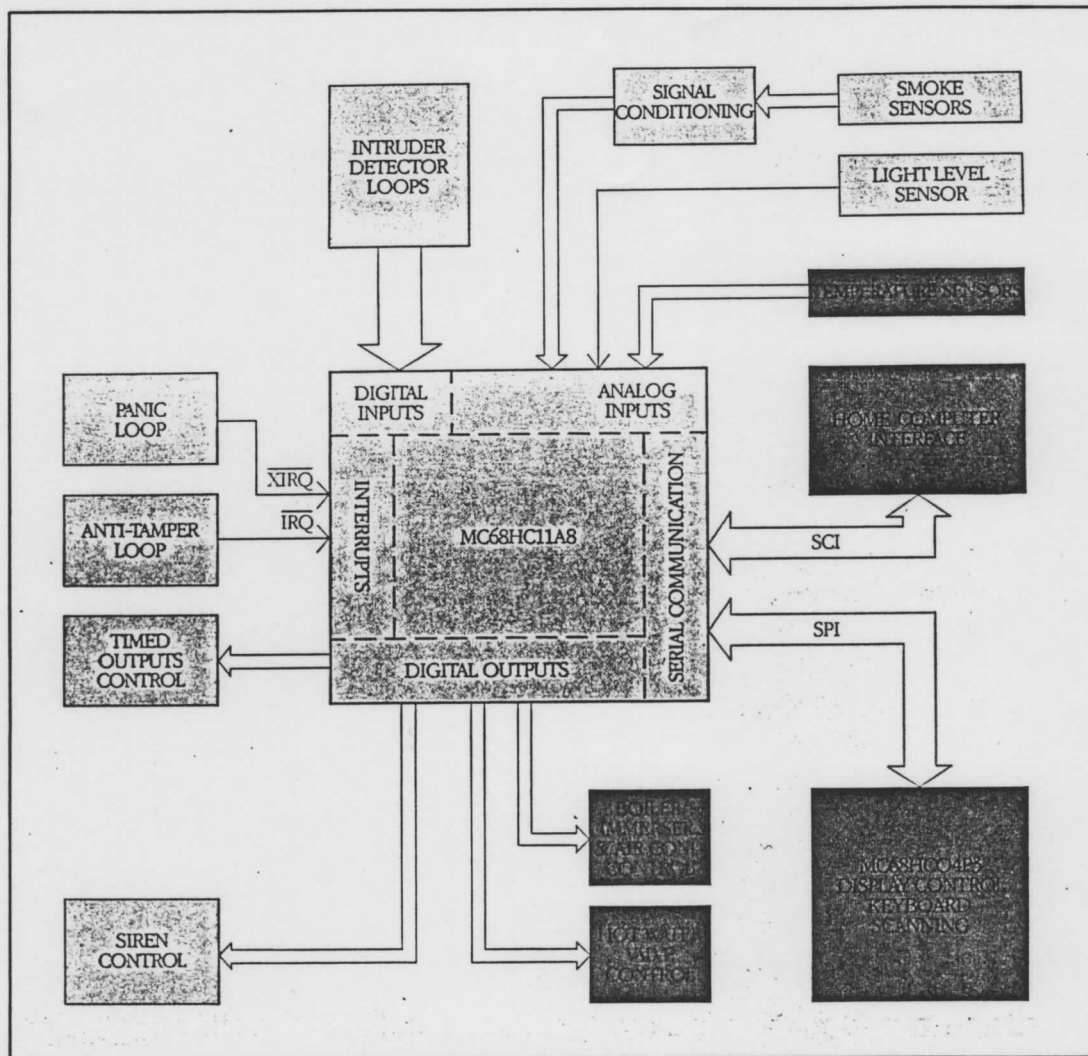 SIGNAL
CONDITIONING
SMOKE
SENSORS
INTRUDER
DETECTOR
LOOPS
LIGHT LEVEL
SENSOR
TEMPERATURE SENSORS
DIGITAL
INPUTS
ANALOG
INPUTS
HOME COMPUTER
INTERFACE
PANIC
LOOP
XIRQ
INTERRUPTS
MC68HC11A8
SERIAL COMMUNICATION
SCI
ANTI-TAMPER
LOOP
IRQ
SPI
TIMED
OUTPUTS
CONTROL
DIGITAL OUTPUTS
BOILER
& AIR CON
CONTROL
MC68HC04P3
DISPLAY CONTROL
KEYBOARD
SCANNING
SIREN
CONTROL
HOT WATER
VALVE
CONTROL